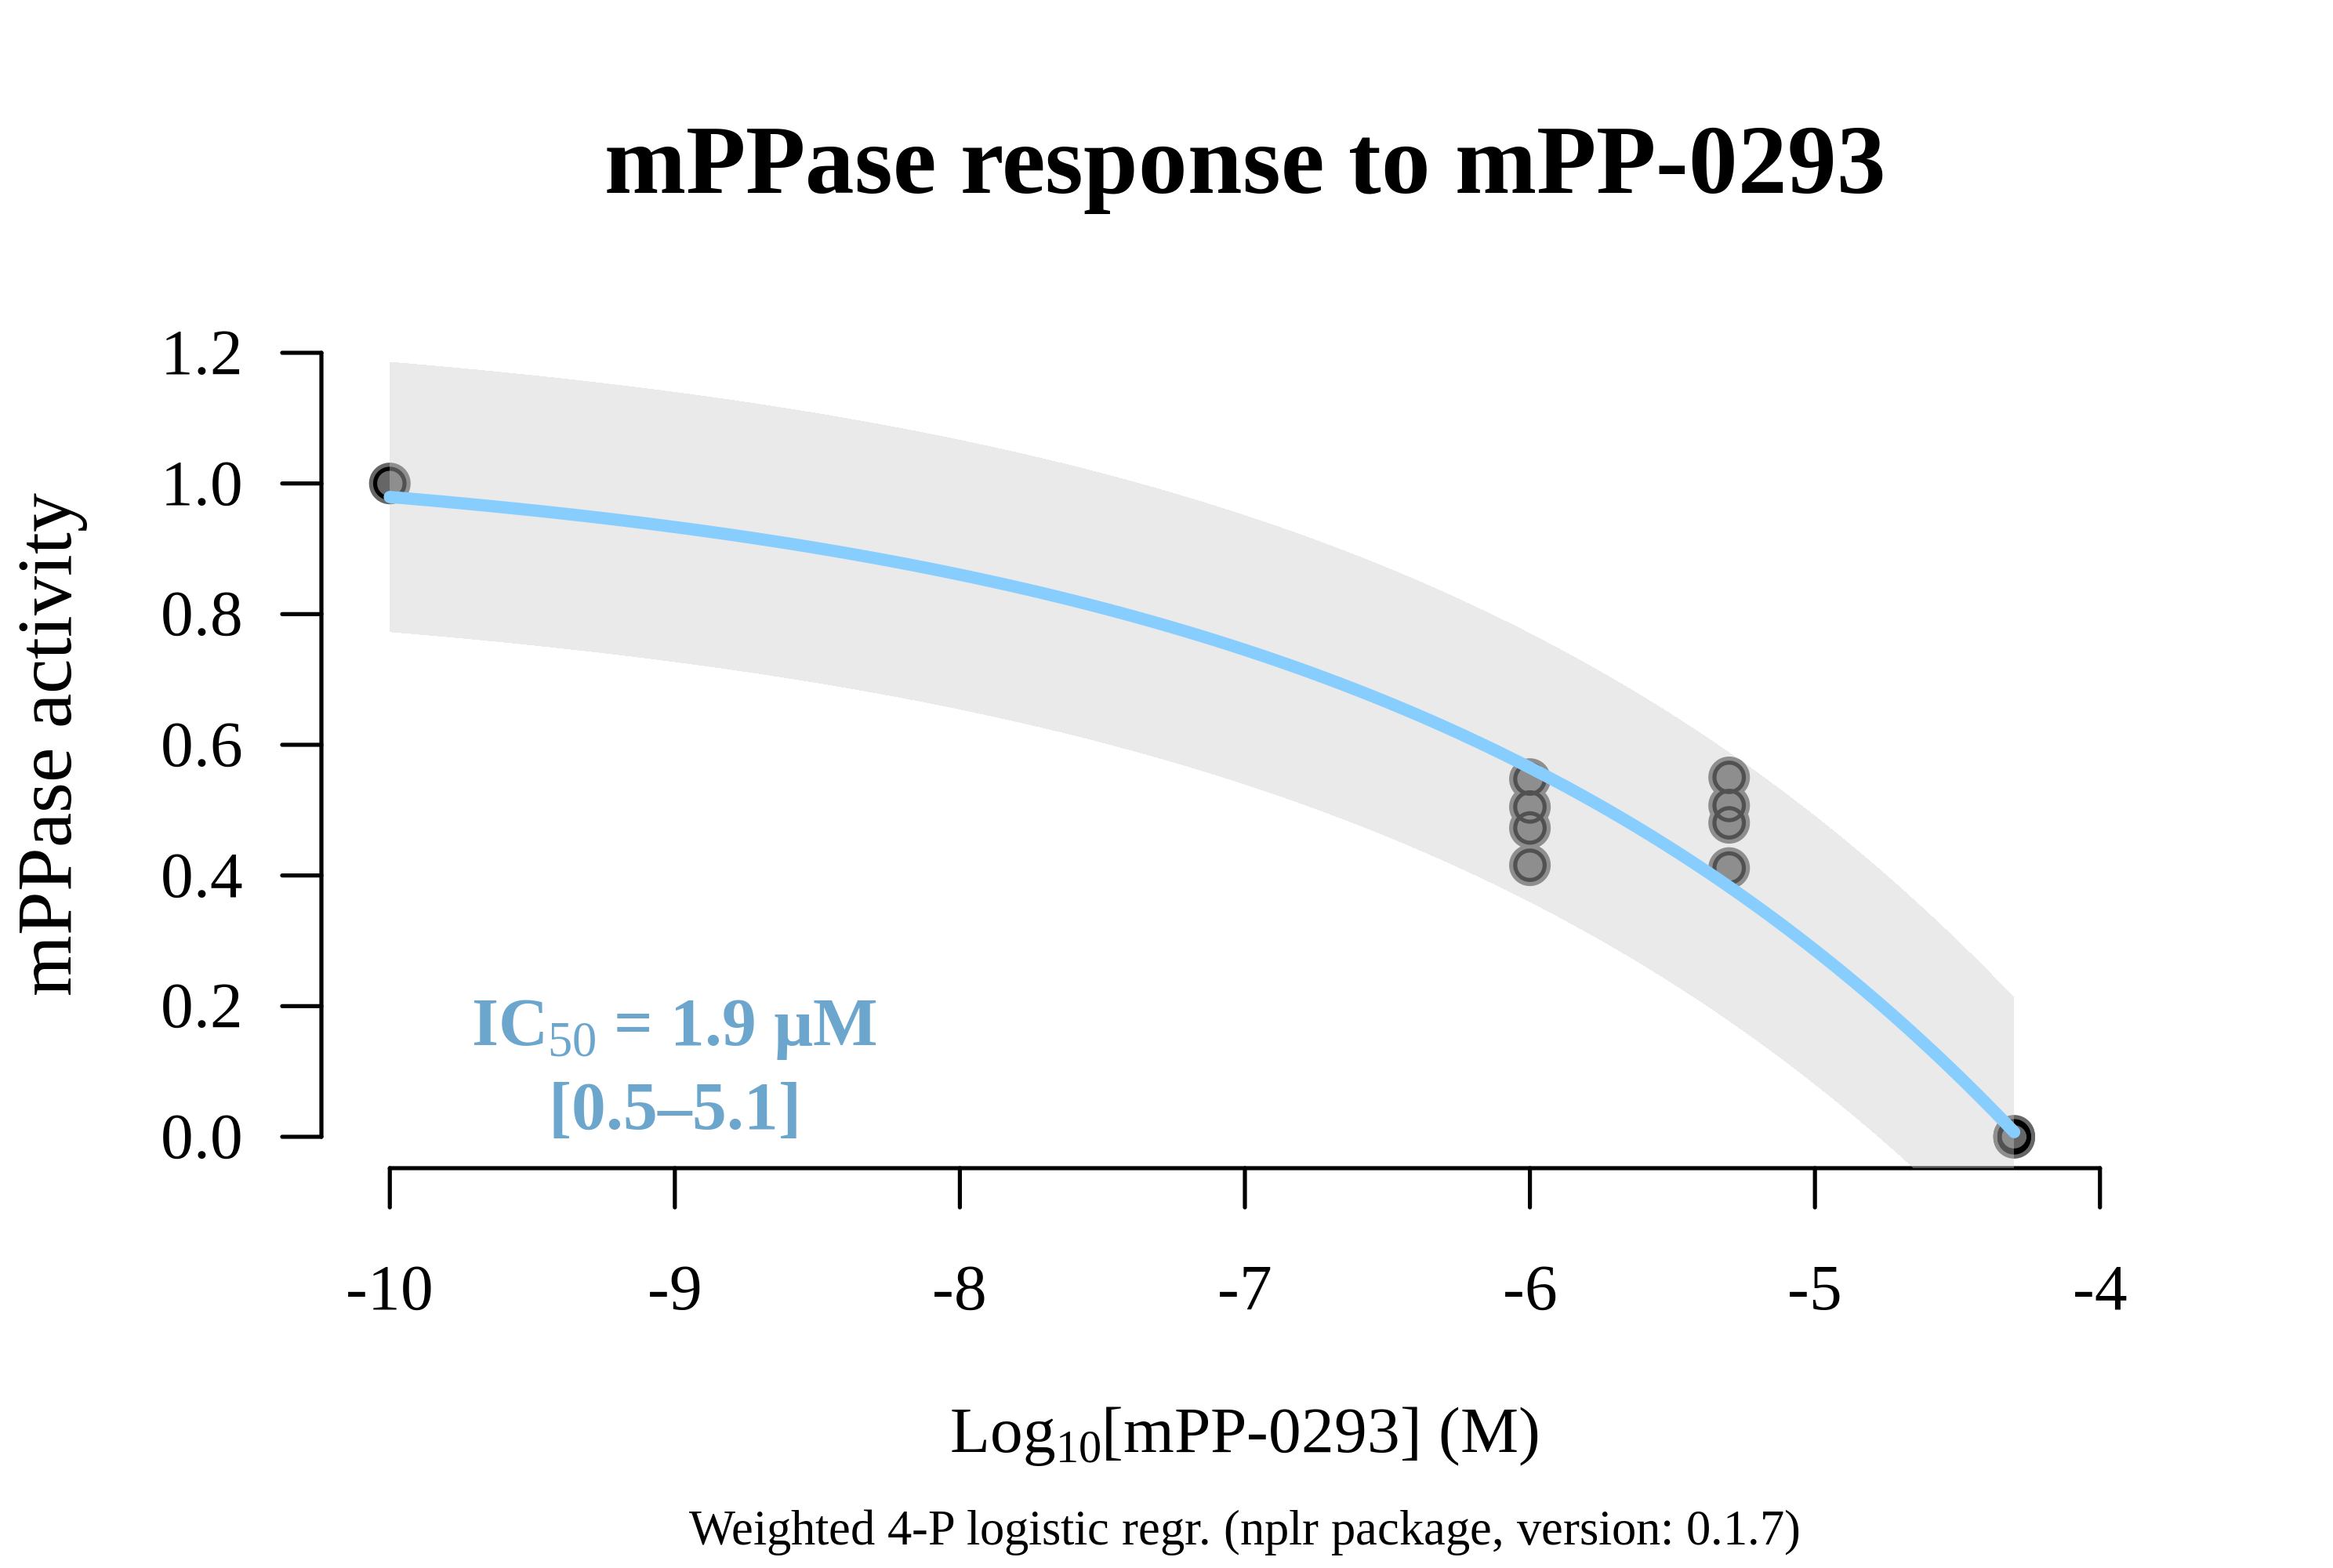 mPPase response to mPP-0293
mPPase activity
1.2
1.0
0.8
0.6
0.4
0.2
0.0
IC50 = 1.9 µM
[0.5–5.1]
-10 -9 -8 -7 -6 -5 -4
Log10[mPP-0293] (M)
Weighted 4-P logistic regr. (nplr package, version: 0.1.7)